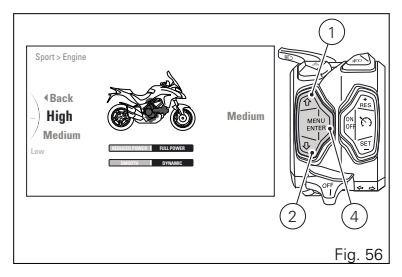 Sport > Engine
Back
High
Medium
Low
Medium
REDUCED POWER FULL POWER
SMOOTH DYNAMIC
1
RES
MENU
ENTER
ON
OFF
SET
OFF
2
4
Fig. 56